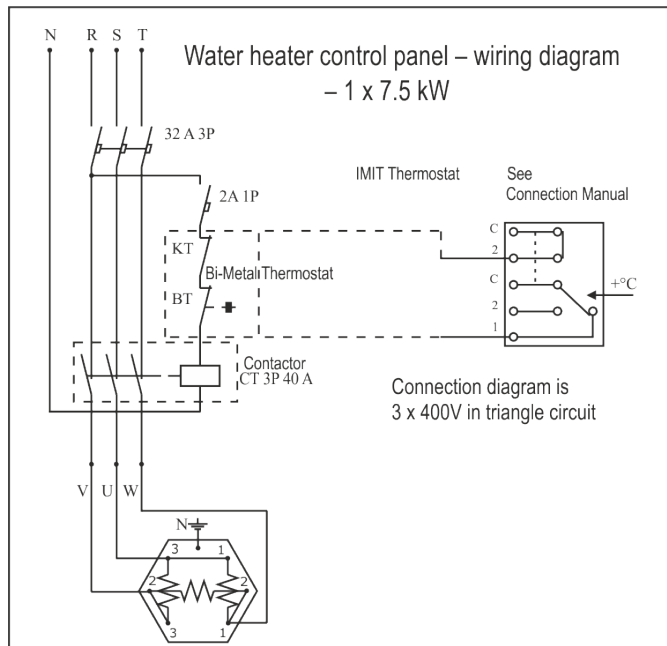 N R S T
Water heater control panel – wiring diagram
– 1 x 7.5 kW
32 A 3P
IMIT Thermostat
See
Connection Manual
2A 1P
C
2
C
2
1
+°C
KT
Bi-Metal Thermostat
BT
Contactor
CT 3P 40 A
Connection diagram is
3 x 400V in triangle circuit
V U W
N
3 1
2 2
3 1